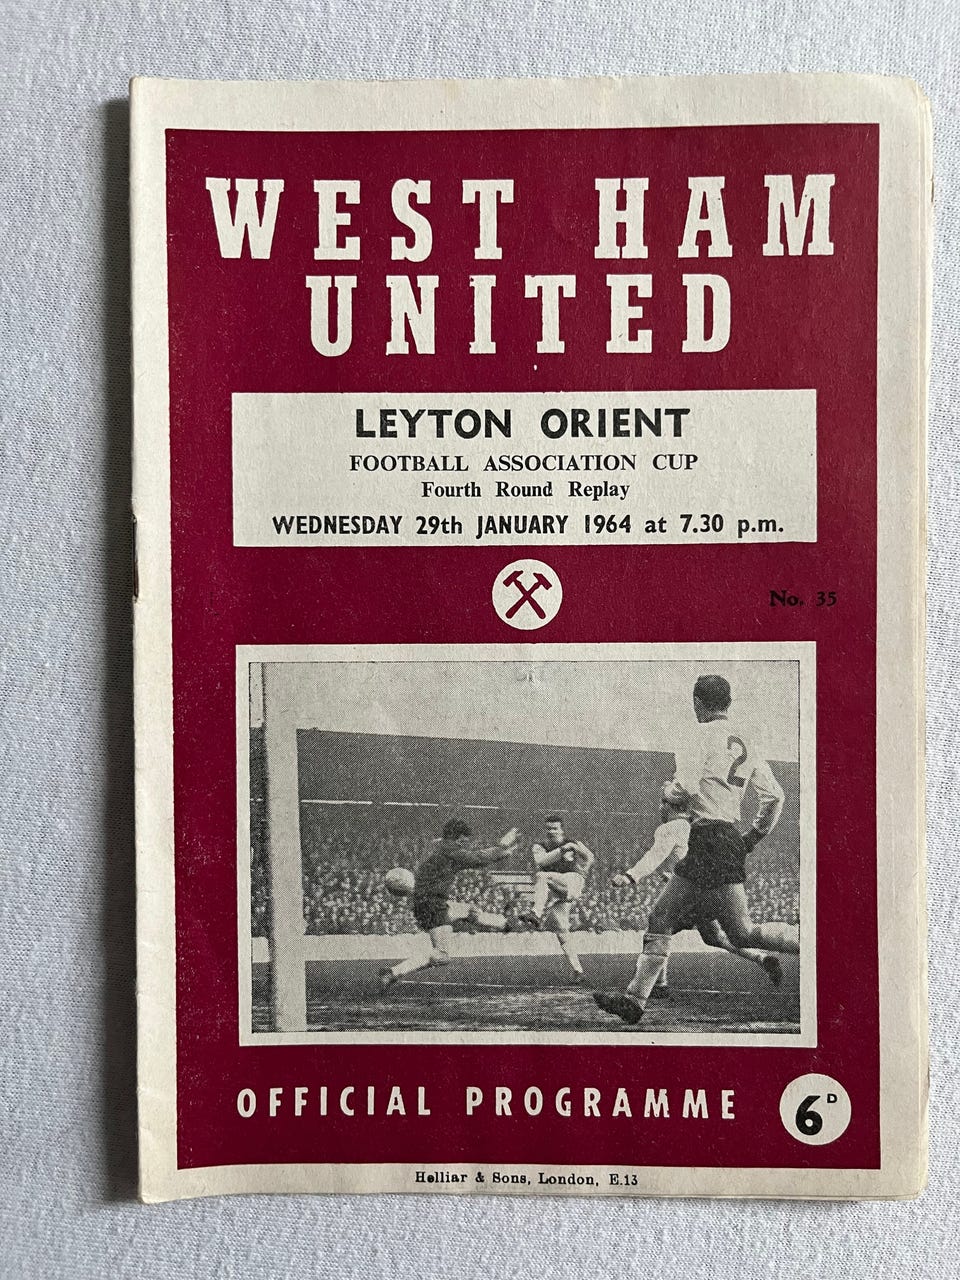 WEST HAM
UNITED
LEYTON ORIENT
FOOTBALL ASSOCIATION CUP
Fourth Round Replay
WEDNESDAY 29th JANUARY 1964 at 7.30 p.m.
No. 35
2
OFFICIAL PROGRAMME
6D
Helliar & Sons, London, E.13